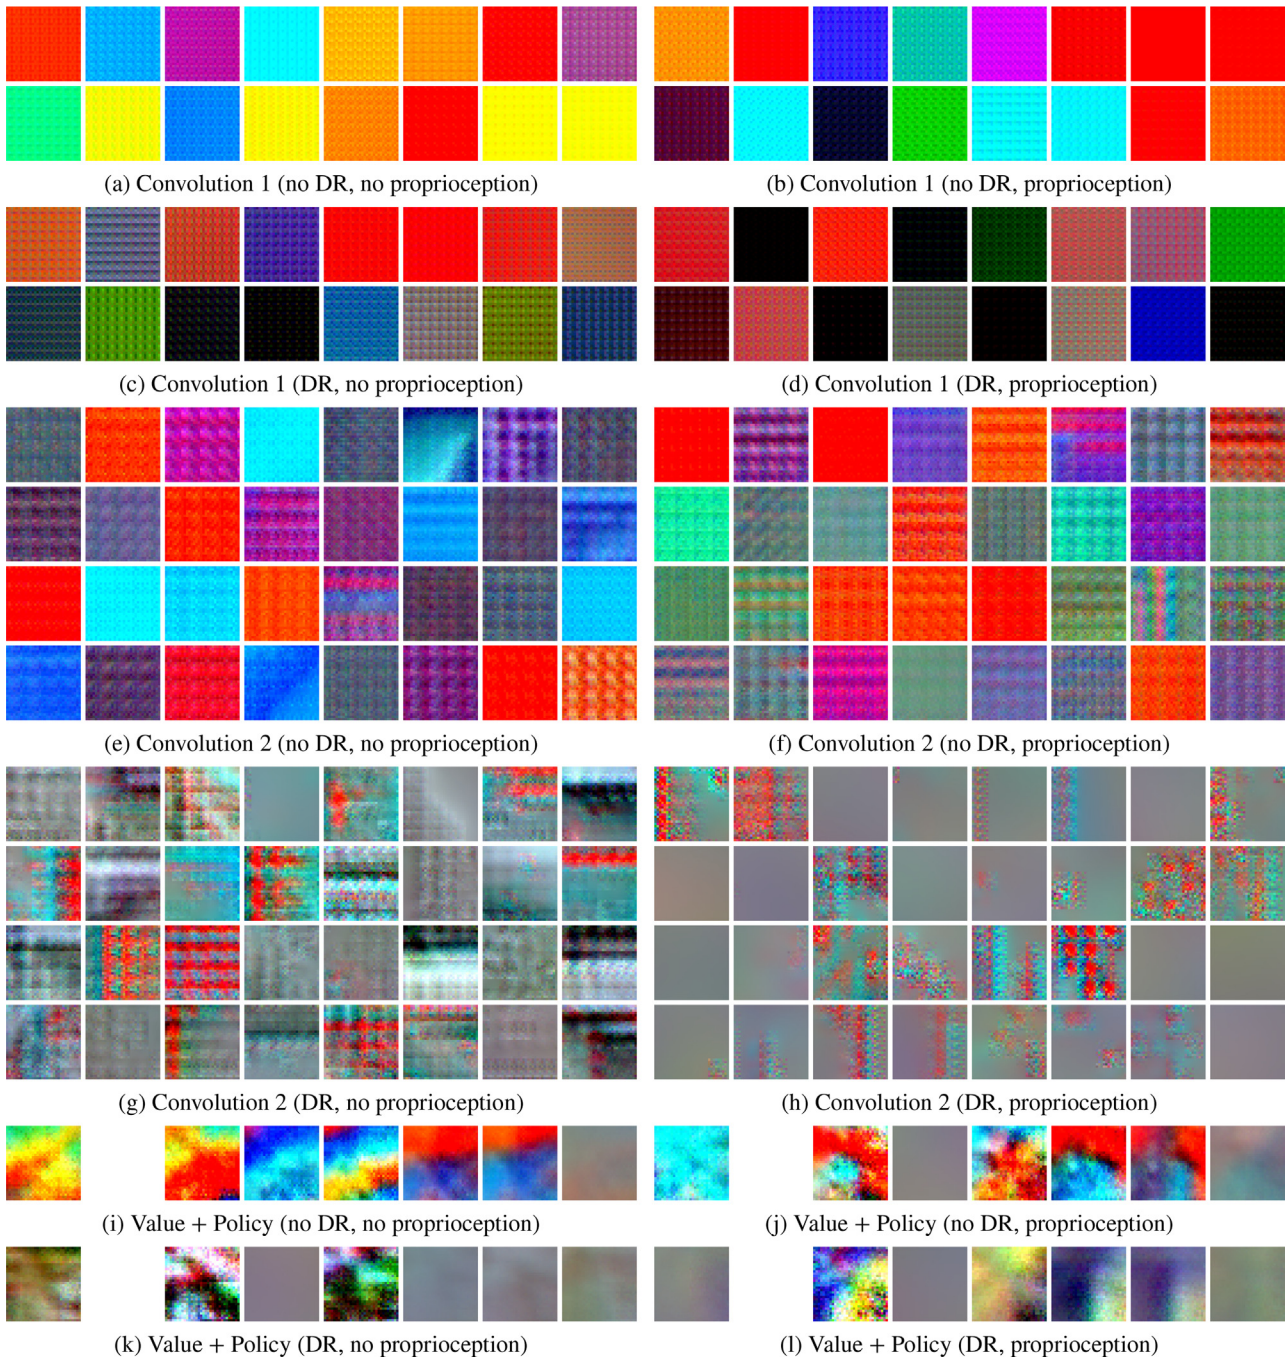 (a) Convolution 1 (no DR, no proprioception)
(b) Convolution 1 (no DR, proprioception)
(c) Convolution 1 (DR, no proprioception)
(d) Convolution 1 (DR, proprioception)
(e) Convolution 2 (no DR, no proprioception)
(f) Convolution 2 (no DR, proprioception)
(g) Convolution 2 (DR, no proprioception)
(h) Convolution 2 (DR, proprioception)
(i) Value + Policy (no DR, no proprioception)
(j) Value + Policy (no DR, proprioception)
(k) Value + Policy (DR, no proprioception)
(l) Value + Policy (DR, proprioception)